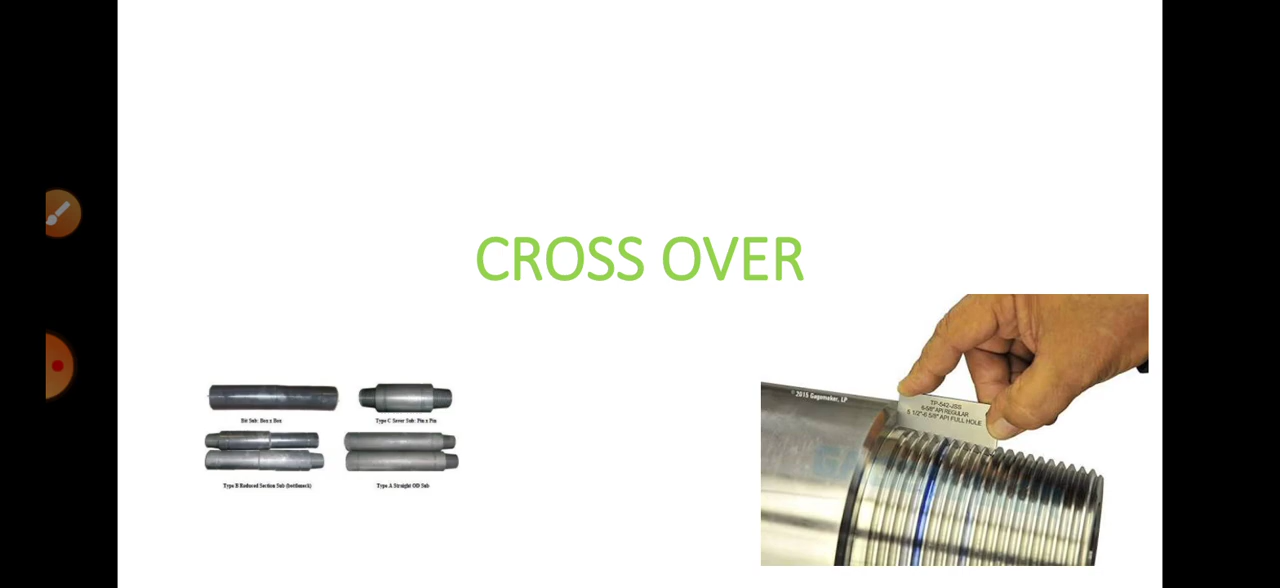 CROSS OVER
Bit Sub: Box x Box
Type C Saver Sub: Pin x Pin
Type B Reduced Section Sub (bottleneck)
Type A Straight OD Sub
© 2015 Gagemaker, LP
TP-542-JSS
6-5/8" API REGULAR
5 1/2"-6 5/8" API FULL HOLE